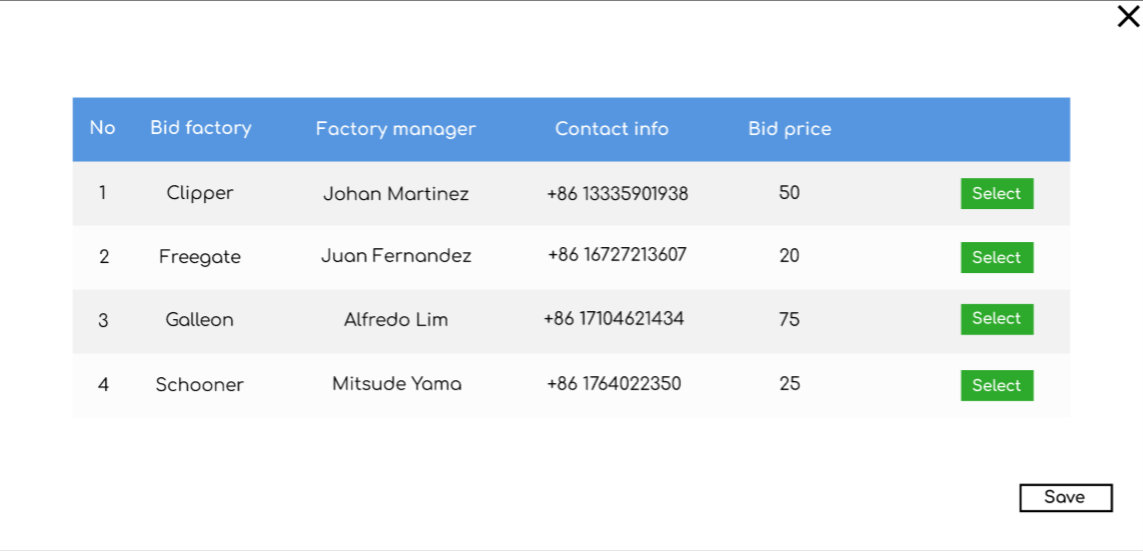 No Bid factory Factory manager Contact info Bid price
1 Clipper Johan Martinez +86 13335901938 50 Select
2 Freegate Juan Fernandez +86 16727213607 20 Select
3 Galleon Alfredo Lim +86 17104621434 75 Select
4 Schooner Mitsude Yama +86 1764022350 25 Select
Save